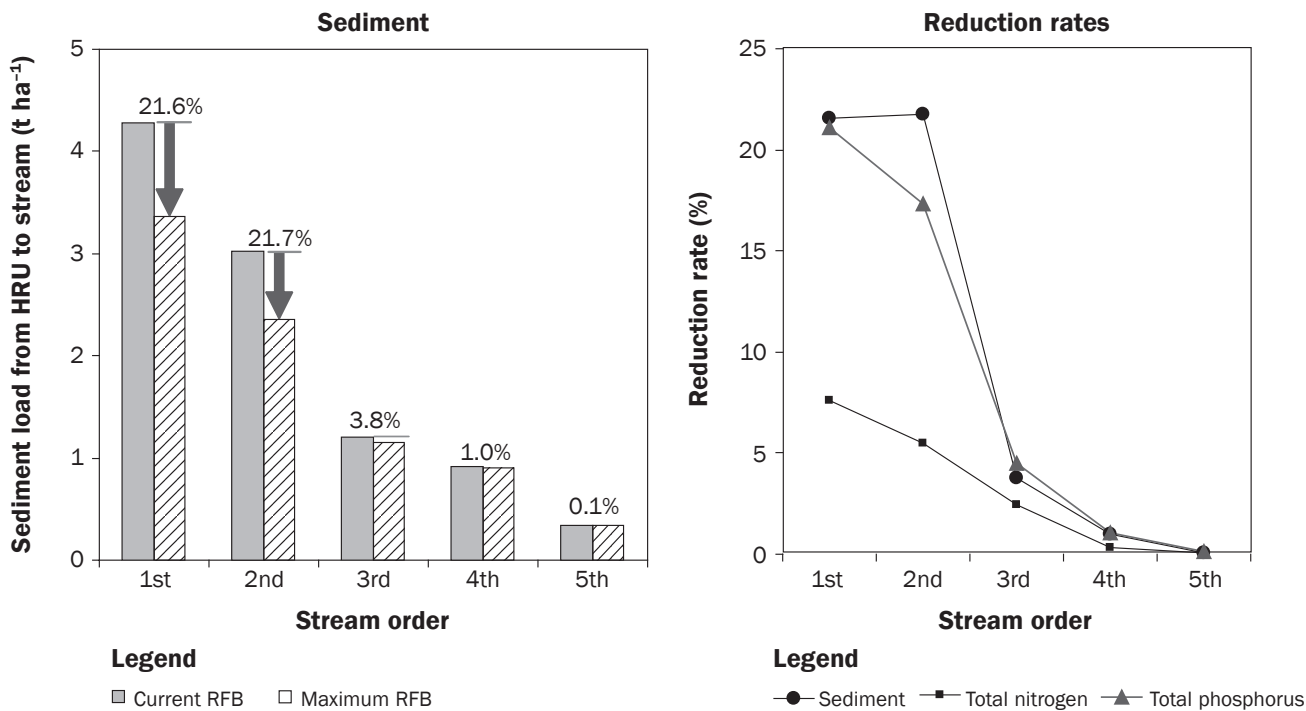 Sediment
Sediment load from HRU to stream (t ha⁻¹)
5
4
3
2
1
0
21.6%
21.7%
3.8%
1.0%
0.1%
1st 2nd 3rd 4th 5th
Stream order
Legend
Current RFB Maximum RFB
Reduction rates
Reduction rate (%)
25
20
15
10
5
0
1st 2nd 3rd 4th 5th
Stream order
Legend
Sediment Total nitrogen Total phosphorus